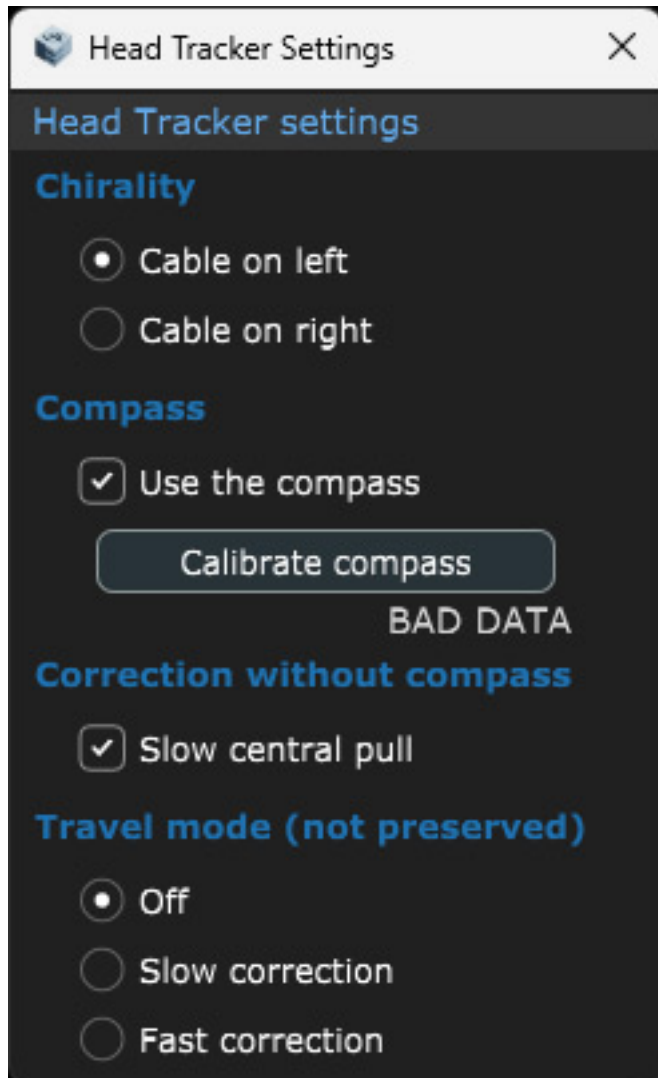 Head Tracker Settings
Head Tracker settings
Chirality
Cable on left
Cable on right
Compass
Use the compass
Calibrate compass
BAD DATA
Correction without compass
Slow central pull
Travel mode (not preserved)
Off
Slow correction
Fast correction